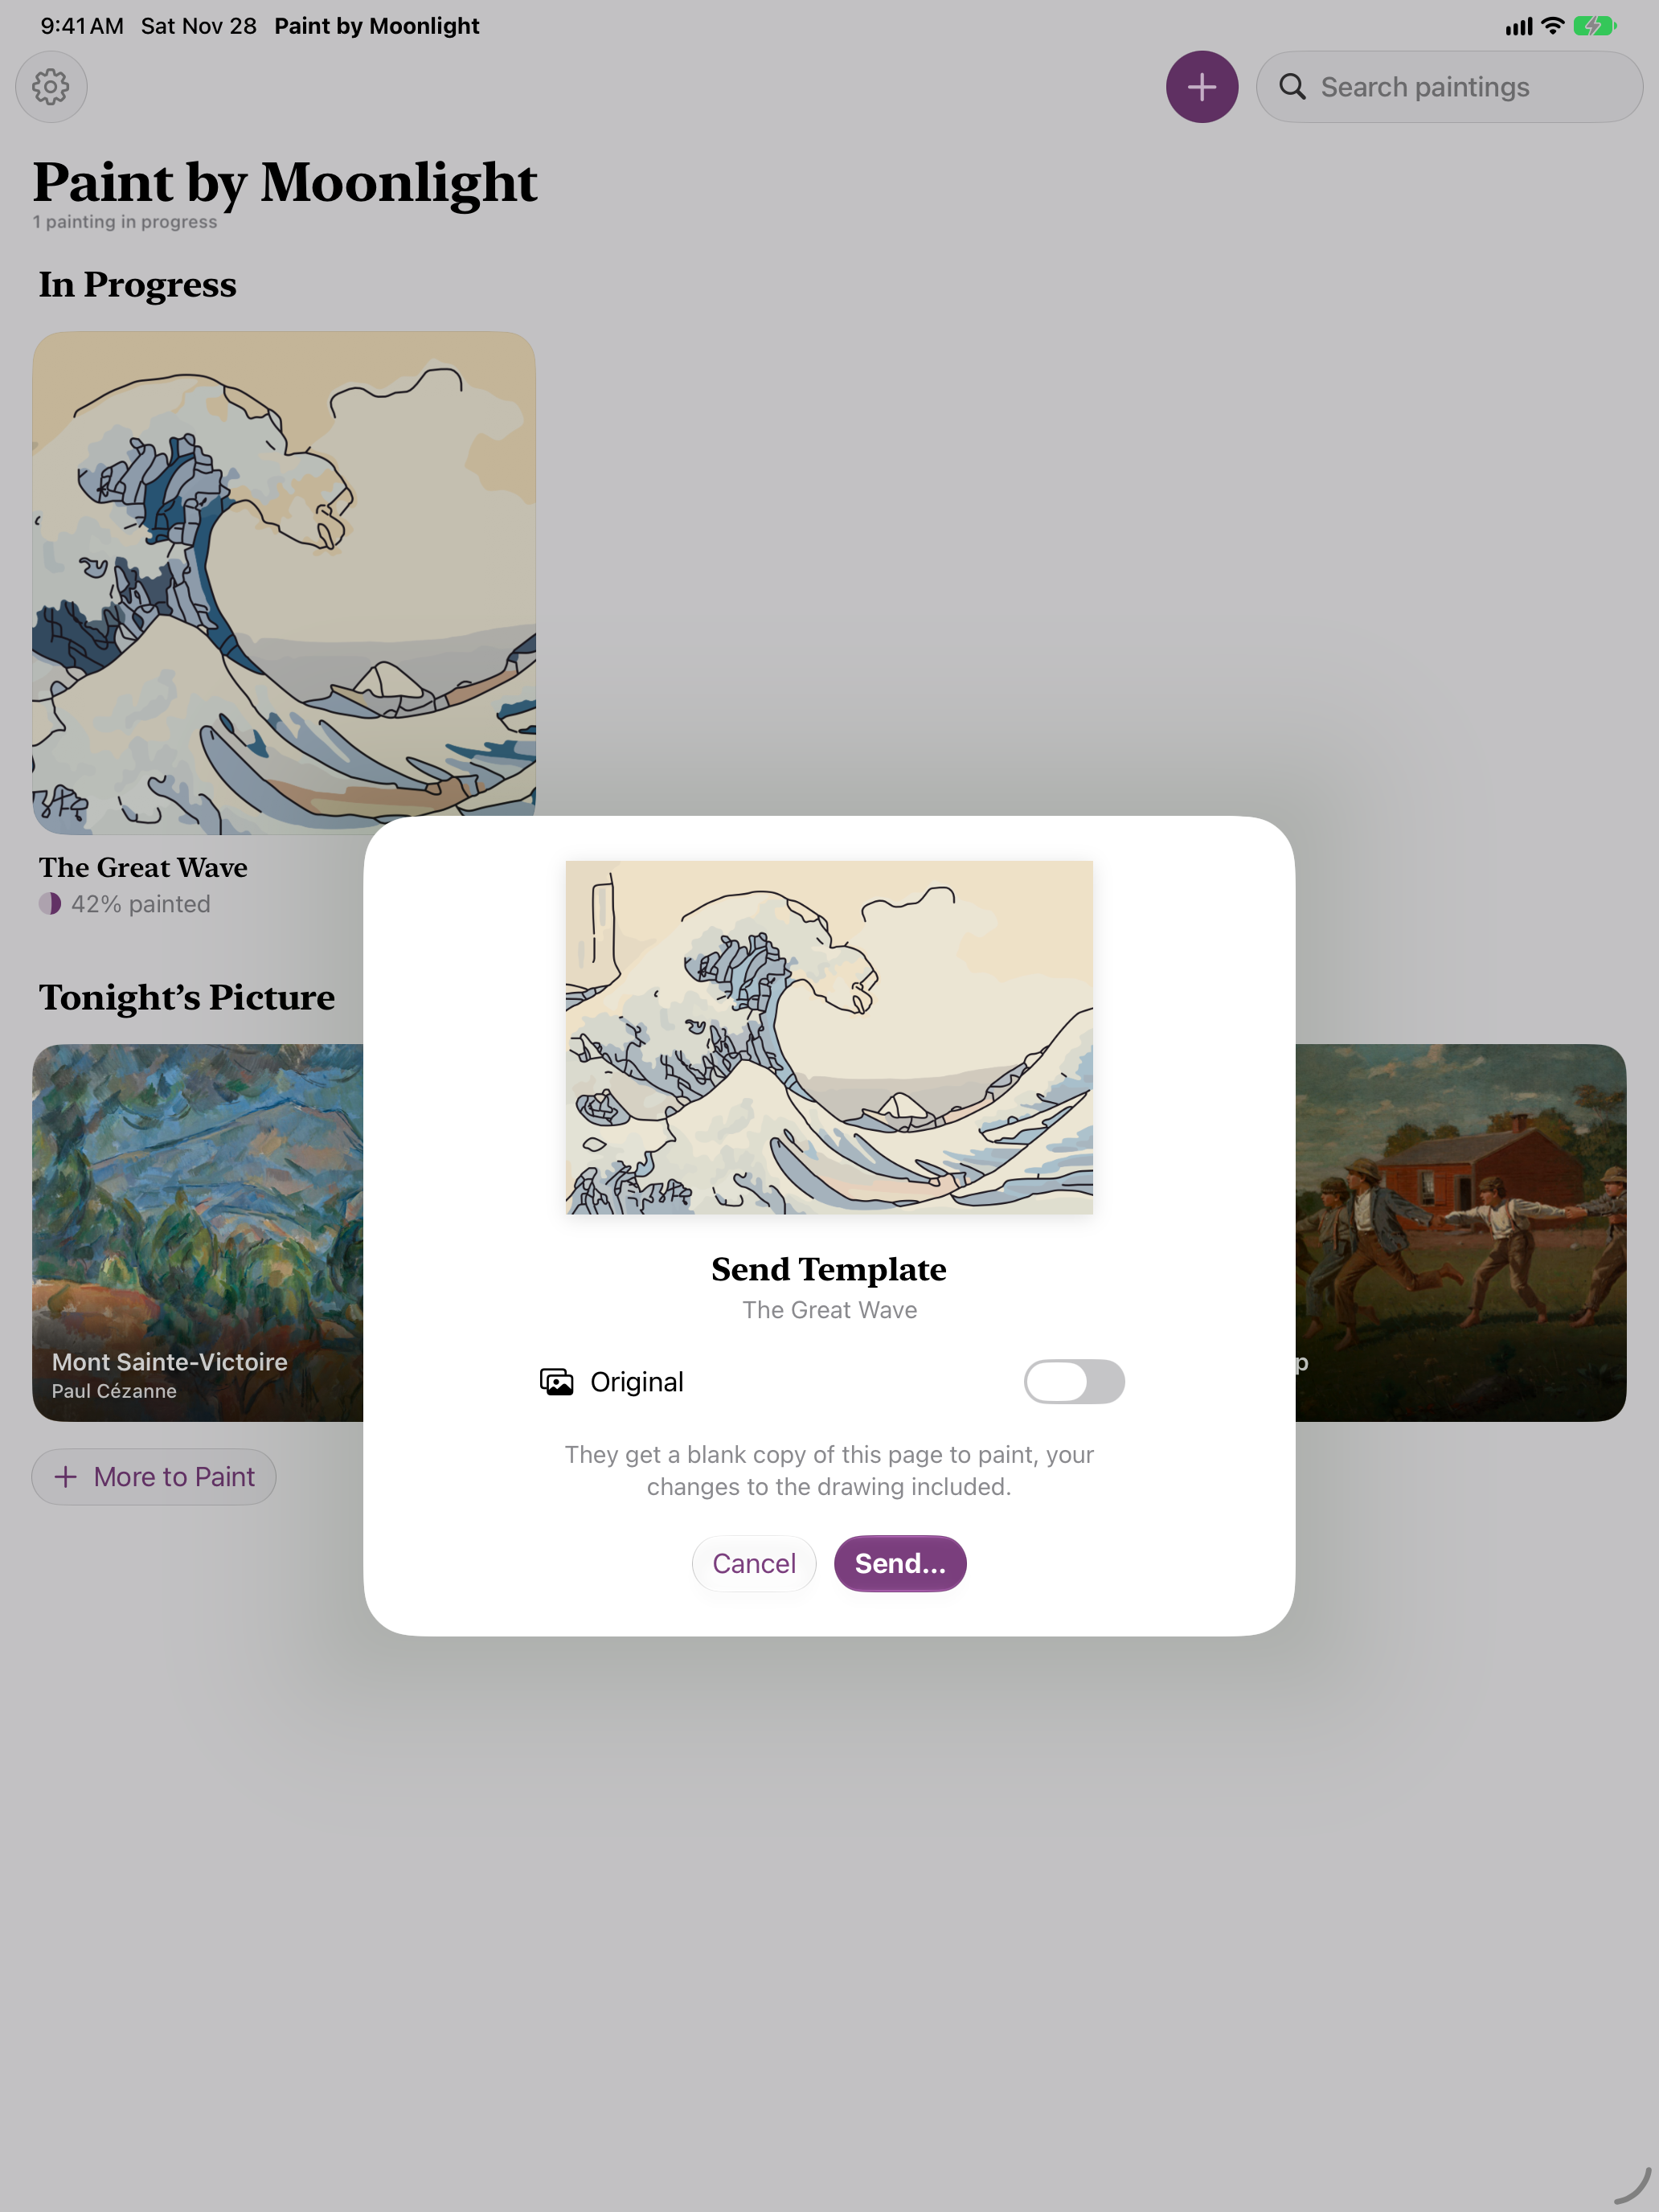 9:41 AM Sat Nov 28 Paint by Moonlight
Search paintings
Paint by Moonlight
1 painting in progress
In Progress
The Great Wave
42% painted
Tonight’s Picture
Mont Sainte-Victoire
Paul Cézanne
p
More to Paint
Send Template
The Great Wave
Original
They get a blank copy of this page to paint, your
changes to the drawing included.
Cancel
Send...